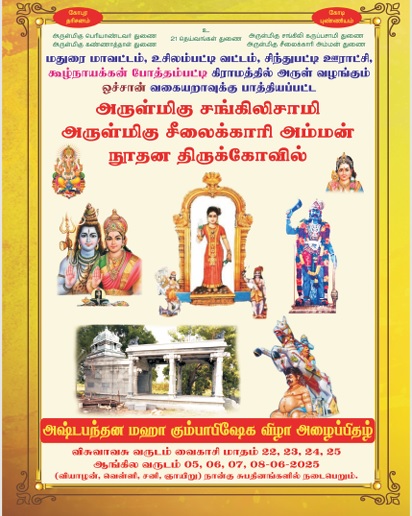 கோபுர
தரிசனம்
கோடி
புண்ணியம்
உ
அருள்மிகு பெரியாண்டவர் துணை
21 தெய்வங்கள் துணை
அருள்மிகு சங்கிலி கருப்பசாமி துணை
அருள்மிகு கண்ணாத்தாள் துணை
அருள்மிகு சீலைக்காரி அம்மன் துணை
மதுரை மாவட்டம், உசிலம்பட்டி வட்டம், சிந்துபட்டி ஊராட்சி,
கூழ்நாயக்கன் போத்தம்பட்டி கிராமத்தில் அருள் வழங்கும்
ஒச்சான் வகையறாவுக்கு பாத்தியப்பட்ட
அருள்மிகு சங்கிலிசாமி
அருள்மிகு சீலைக்காரி அம்மன்
நூதன திருக்கோவில்
அஷ்டபந்தன மஹா கும்பாபிஷேக விழா அழைப்பிதழ்
விசுவாவசு வருடம் வைகாசி மாதம் 22, 23, 24, 25
ஆங்கில வருடம் 05, 06, 07, 08-06-2025
(வியாழன், வெள்ளி, சனி, ஞாயிறு) நான்கு சுபதினங்களில் நடைபெறும்.